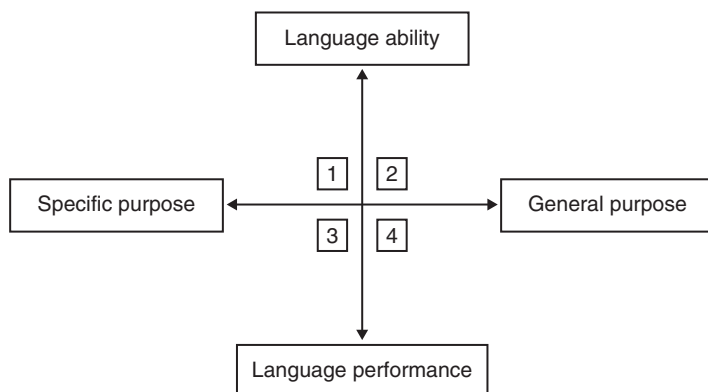 Language ability
1
2
Specific purpose
General purpose
3
4
Language performance